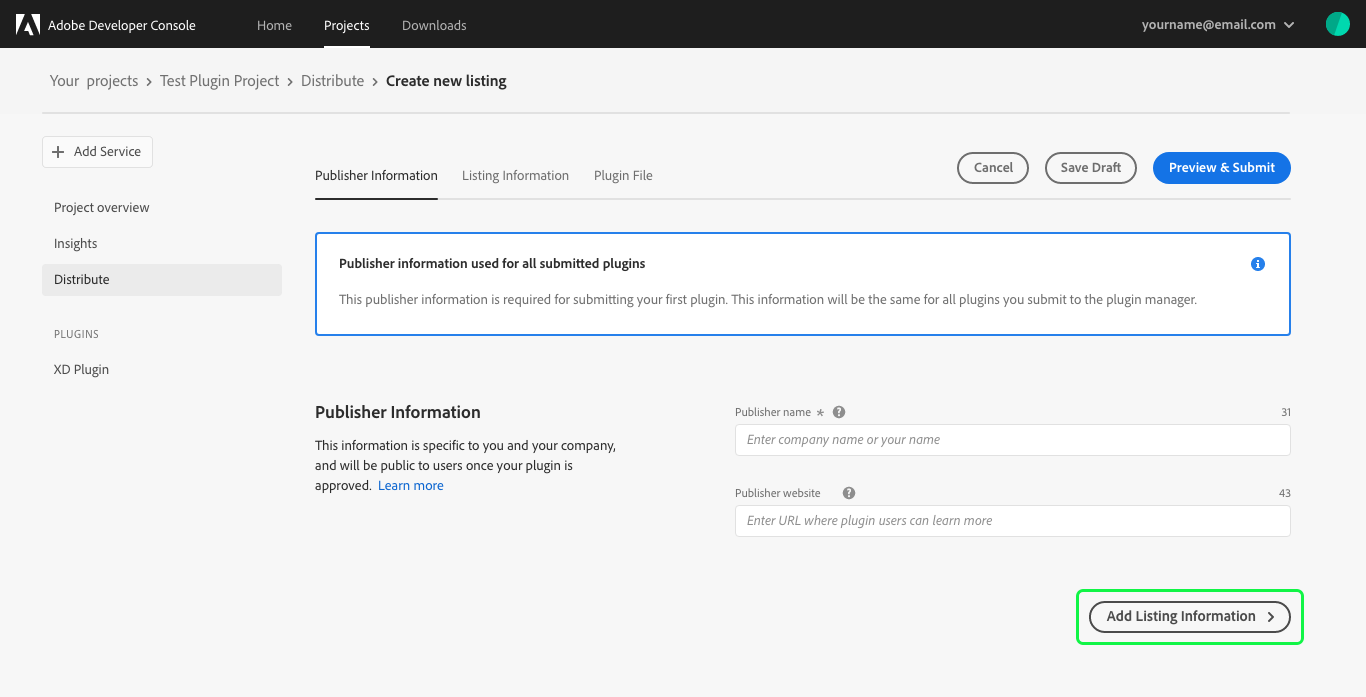 Adobe Developer Console Home Projects Downloads yourname@email.com
Your projects > Test Plugin Project > Distribute > Create new listing
+ Add Service
Project overview
Insights
Distribute
PLUGINS
XD Plugin
Publisher Information Listing Information Plugin File
Cancel Save Draft Preview & Submit
Publisher information used for all submitted plugins
This publisher information is required for submitting your first plugin. This information will be the same for all plugins you submit to the plugin manager.
Publisher Information
This information is specific to you and your company,
and will be public to users once your plugin is
approved. Learn more
Publisher name * 31
Enter company name or your name
Publisher website 43
Enter URL where plugin users can learn more
Add Listing Information >